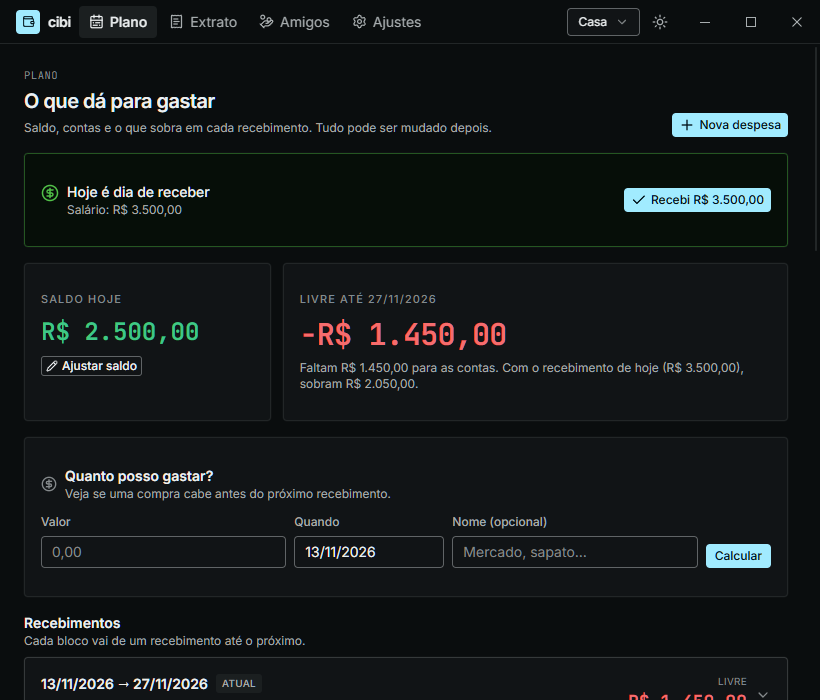 cibi Plano Extrato Amigos Ajustes Casa
PLANO
O que dá para gastar
Saldo, contas e o que sobra em cada recebimento. Tudo pode ser mudado depois.
Nova despesa
Hoje é dia de receber
Salário: R$ 3.500,00
Recebi R$ 3.500,00
SALDO HOJE
R$ 2.500,00
Ajustar saldo
LIVRE ATÉ 27/11/2026
-R$ 1.450,00
Faltam R$ 1.450,00 para as contas. Com o recebimento de hoje (R$ 3.500,00),
sobram R$ 2.050,00.
Quanto posso gastar?
Veja se uma compra cabe antes do próximo recebimento.
Valor Quando Nome (opcional)
0,00 13/11/2026 Mercado, sapato... Calcular
Recebimentos
Cada bloco vai de um recebimento até o próximo.
13/11/2026 → 27/11/2026 ATUAL
LIVRE